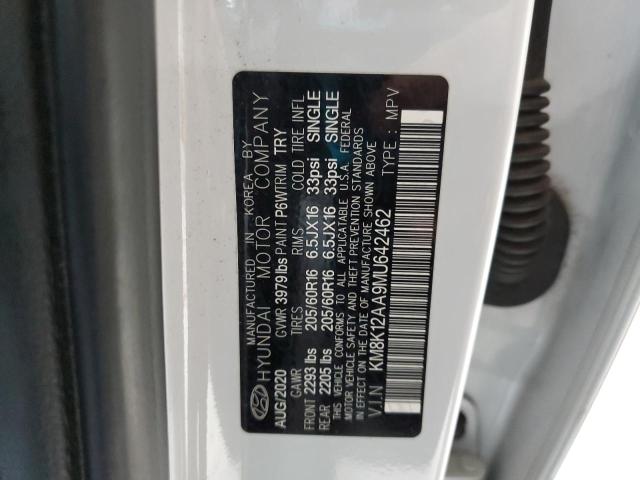 MANUFACTURED IN KOREA BY
HYUNDAI MOTOR COMPANY
AUG/2020 GVWR 3979 lbs PAINT P6W TRIM TRY
GAWR TIRES RIMS COLD TIRE INFL
FRONT 2293 lbs 205/60R16 6.5JX16 33psi SINGLE
REAR 2205 lbs 205/60R16 6.5JX16 33psi SINGLE
THIS VEHICLE CONFORMS TO ALL APPLICABLE U.S.A. FEDERAL
MOTOR VEHICLE SAFETY AND THEFT PREVENTION STANDARDS
IN EFFECT ON THE DATE OF MANUFACTURE SHOWN ABOVE
V.I.N KM8K12AA9MU642462 TYPE : MPV